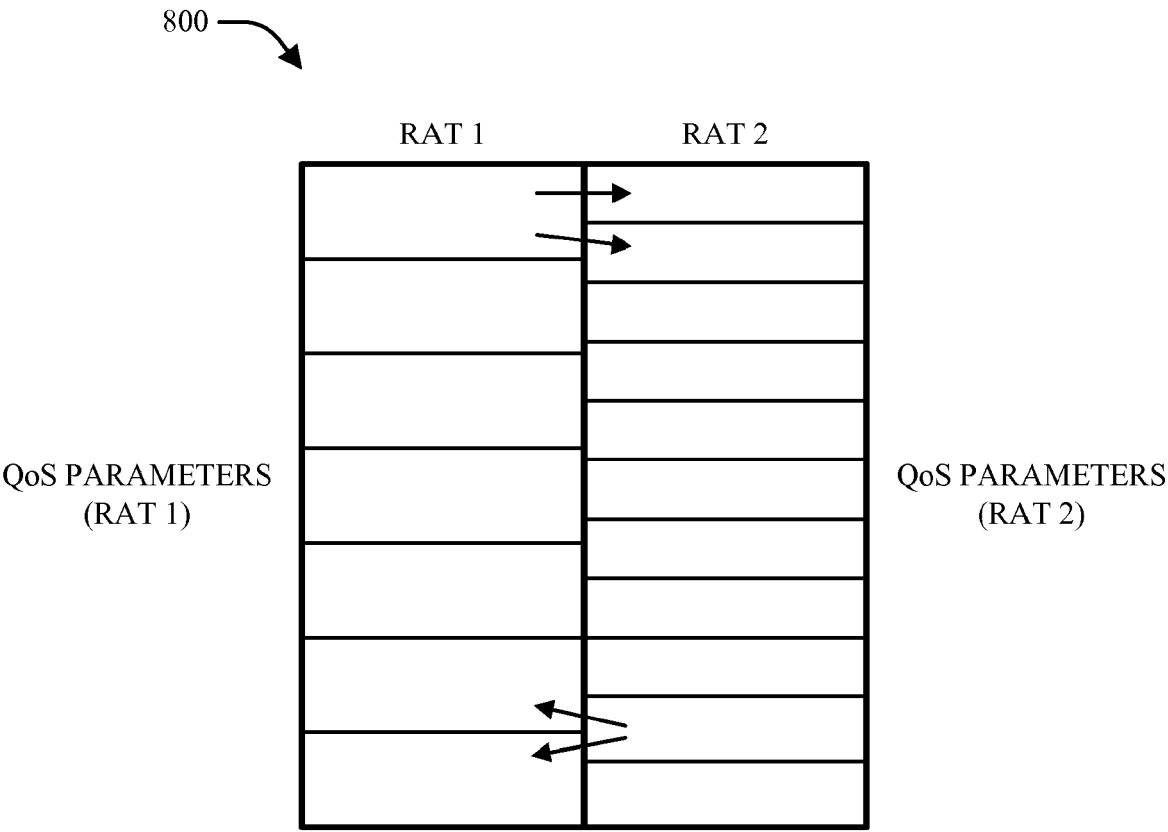 800
RAT 1
RAT 2
QoS PARAMETERS
(RAT 1)
QoS PARAMETERS
(RAT 2)